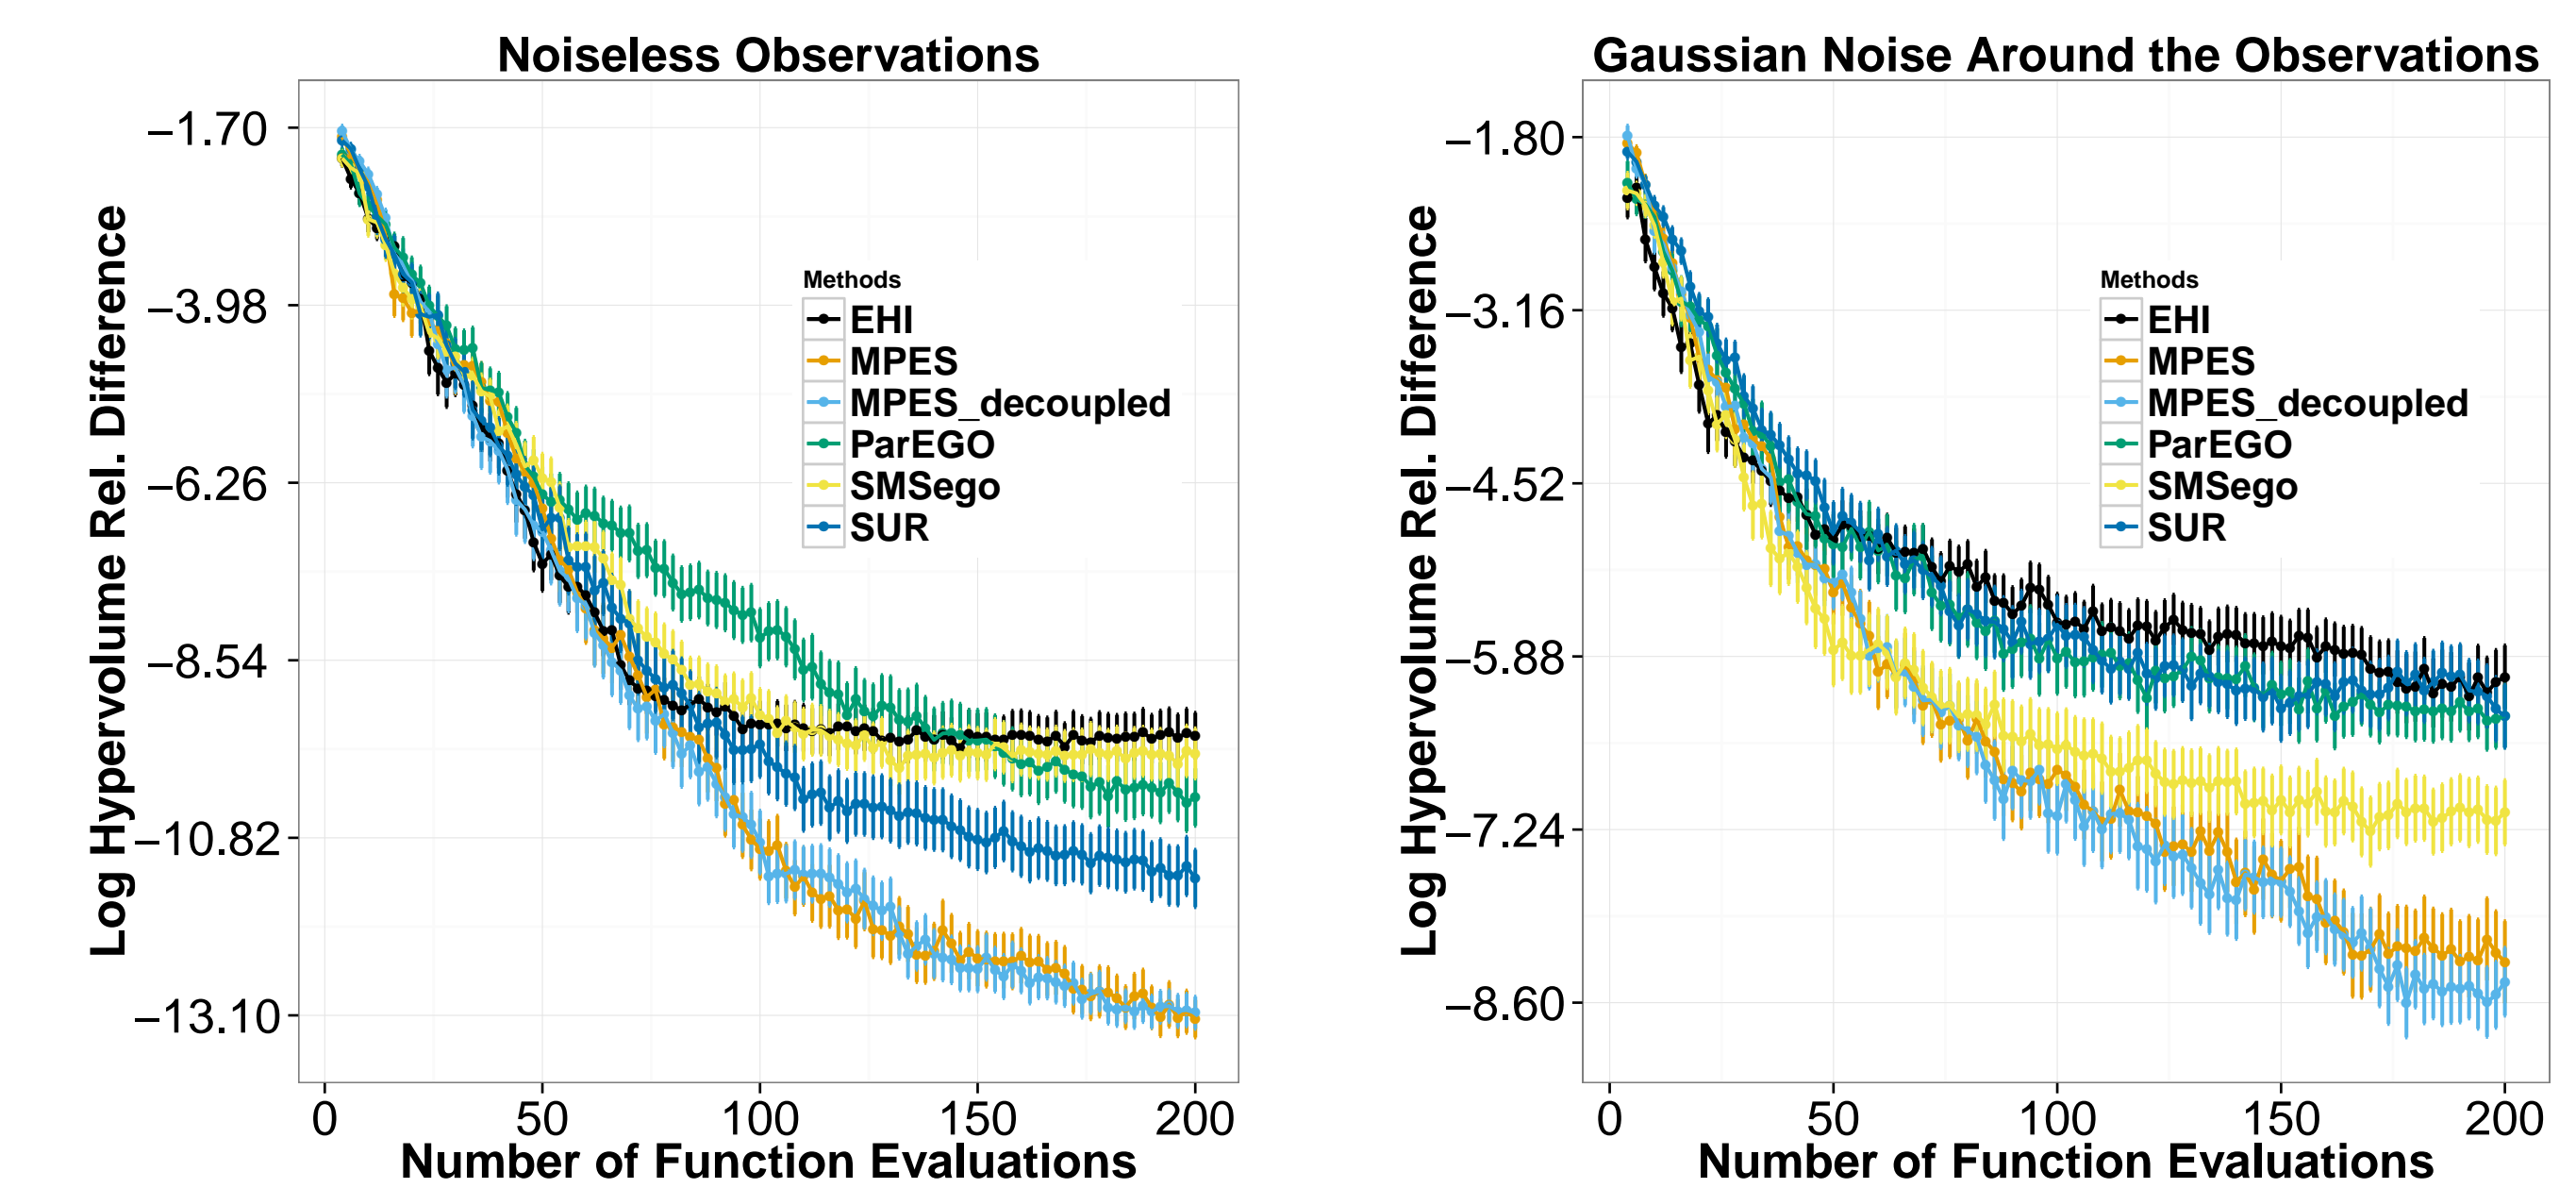 Noiseless Observations
Log Hypervolume Rel. Difference
−1.70
−3.98
−6.26
−8.54
−10.82
−13.10
Methods
EHI
MPES
MPES_decoupled
ParEGO
SMSego
SUR
0 50 100 150 200
Number of Function Evaluations
Gaussian Noise Around the Observations
Log Hypervolume Rel. Difference
−1.80
−3.16
−4.52
−5.88
−7.24
−8.60
Methods
EHI
MPES
MPES_decoupled
ParEGO
SMSego
SUR
0 50 100 150 200
Number of Function Evaluations